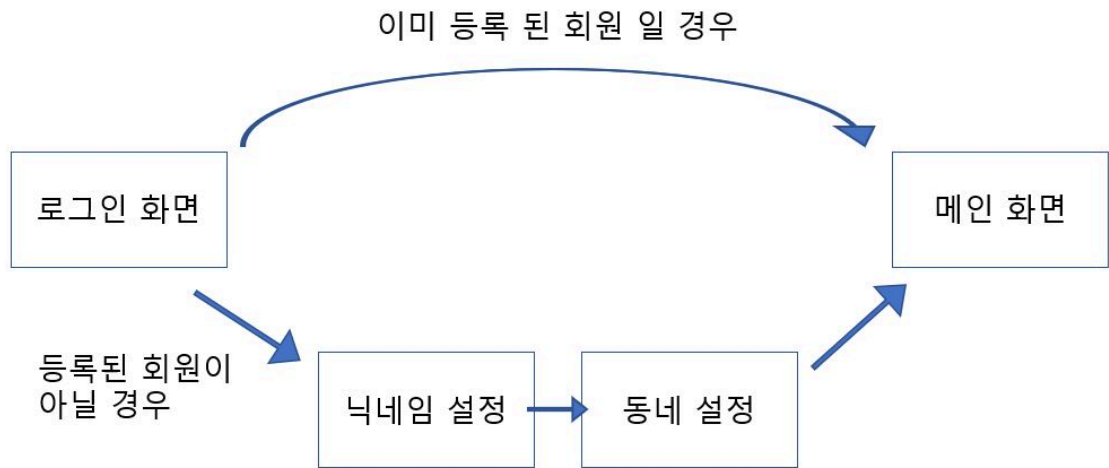 이미 등록 된 회원 일 경우
로그인 화면
메인 화면
등록된 회원이
아닐 경우
닉네임 설정
동네 설정